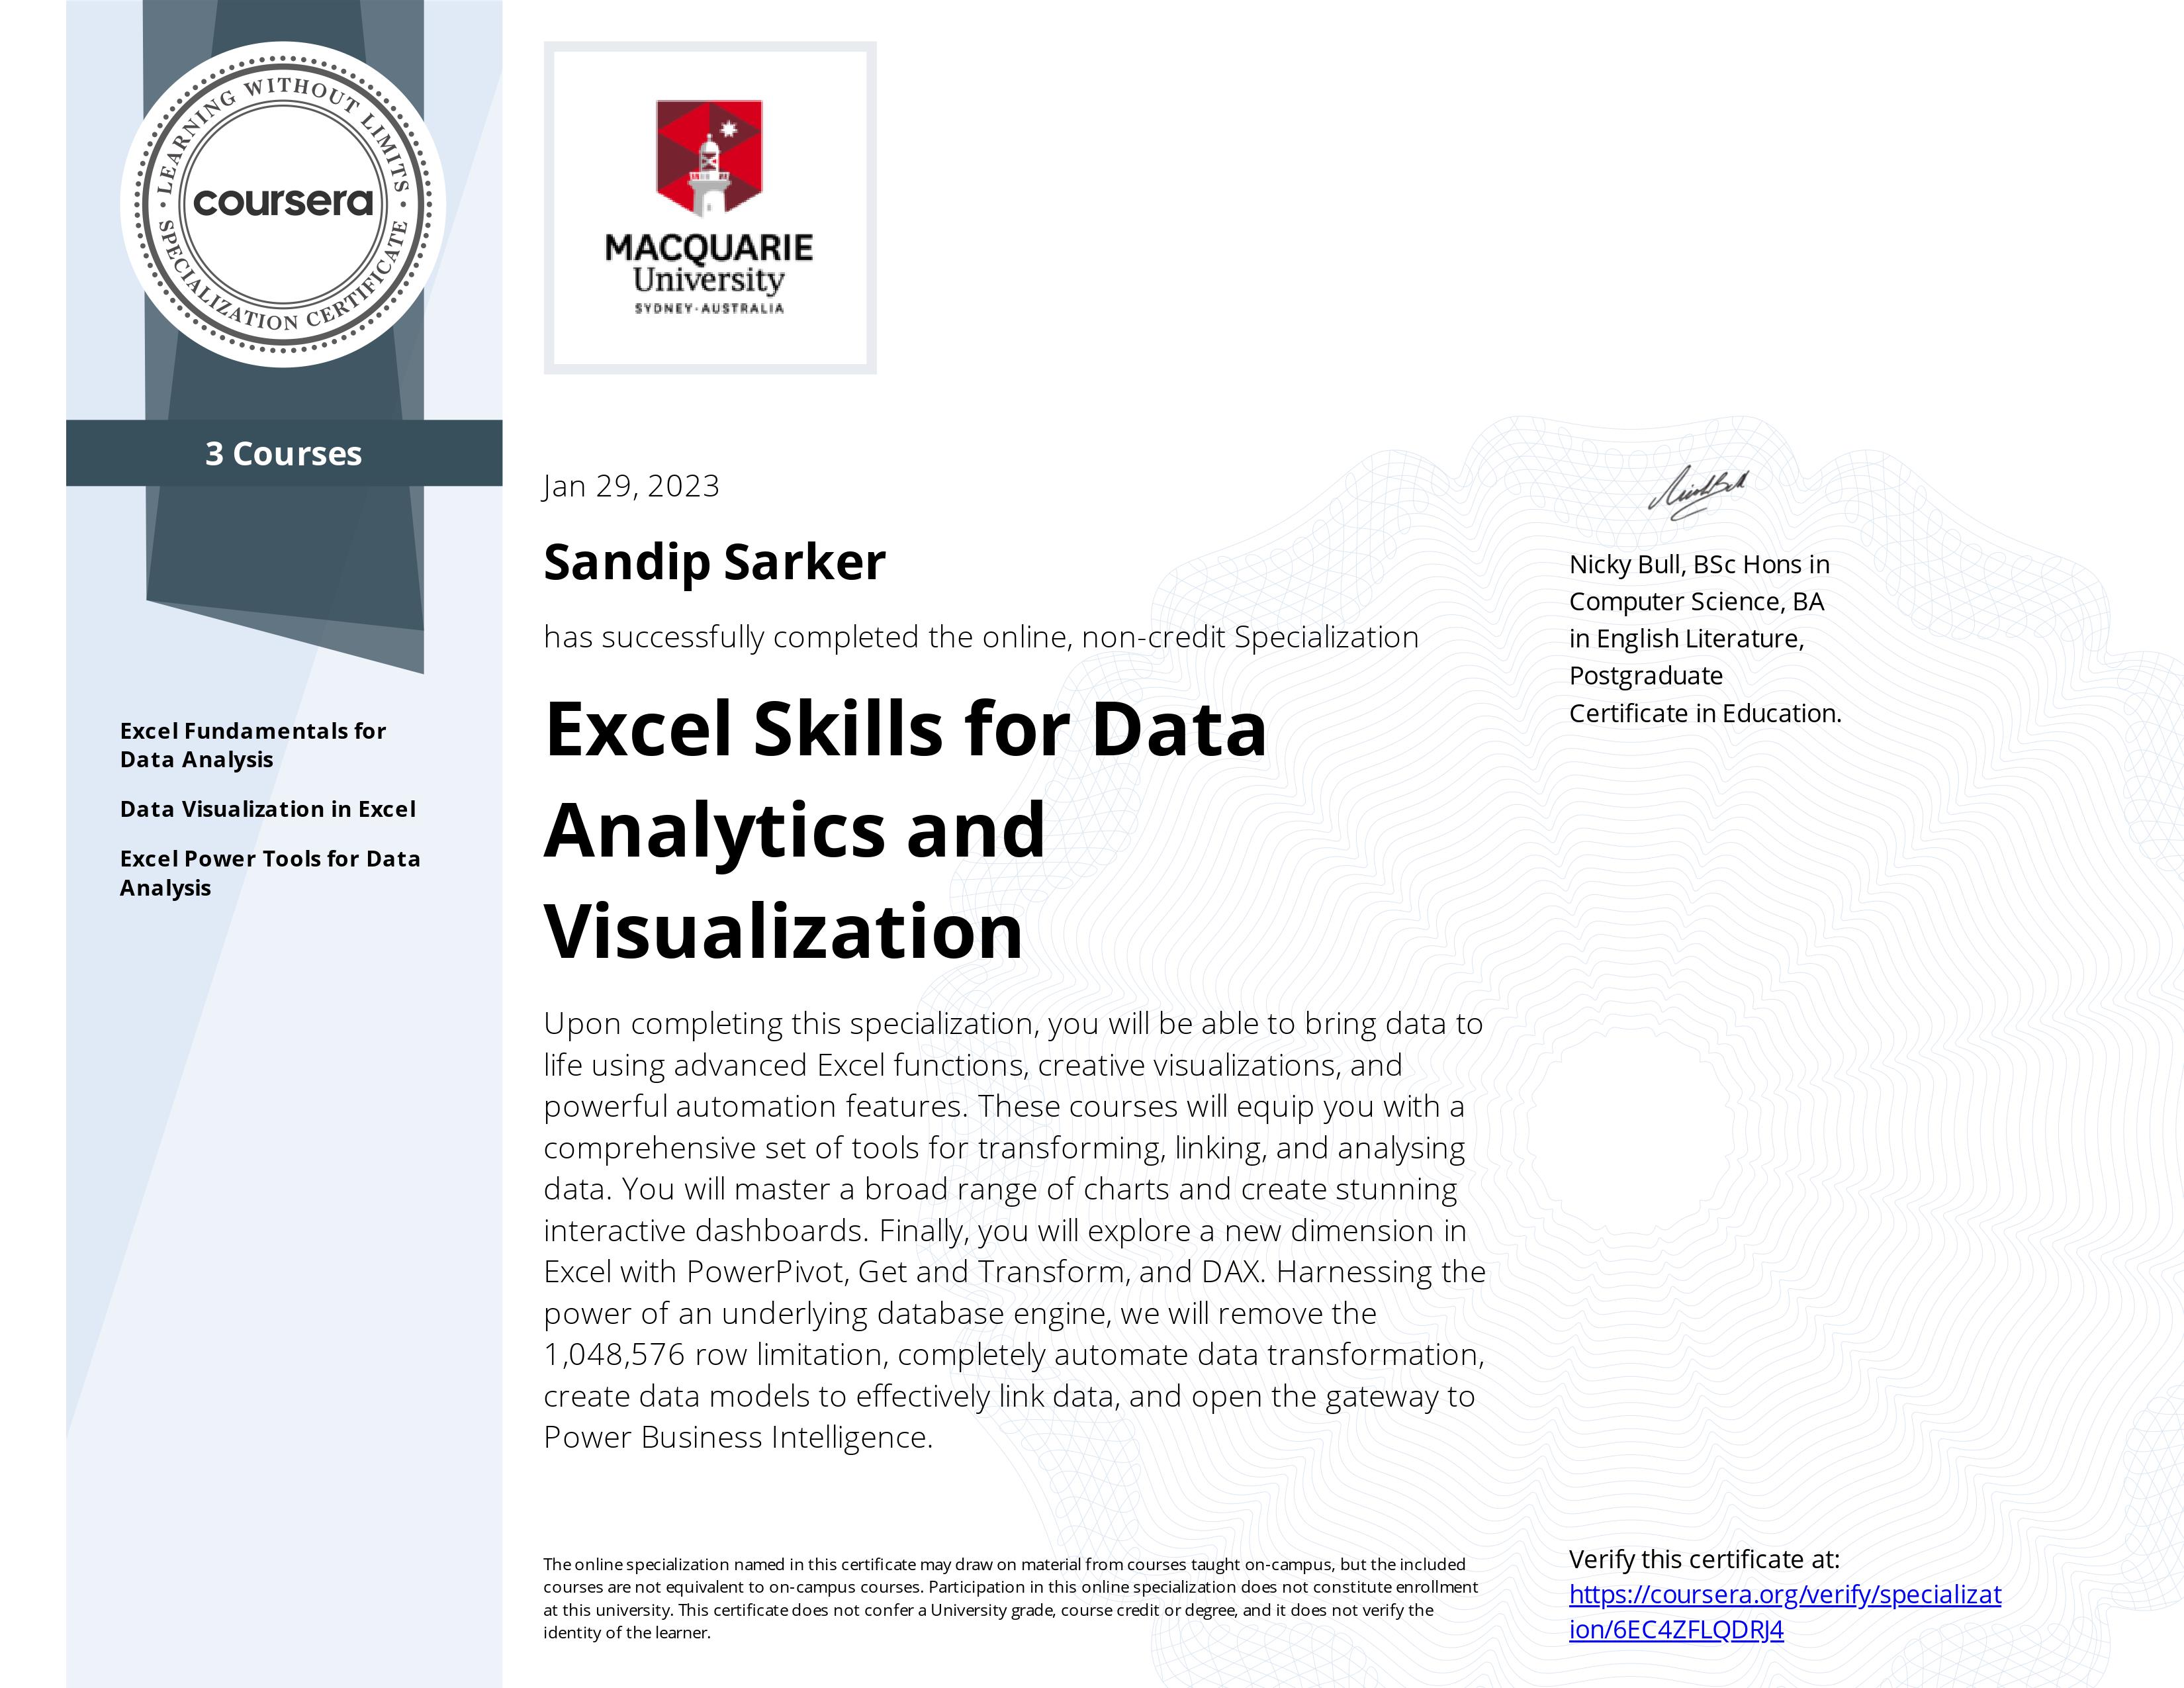 LEARNING WITHOUT LIMITS
coursera
SPECIALIZATION CERTIFICATE
3 Courses
Excel Fundamentals for
Data Analysis
Data Visualization in Excel
Excel Power Tools for Data
Analysis
MACQUARIE
University
SYDNEY·AUSTRALIA
Jan 29, 2023
Sandip Sarker
has successfully completed the online, non-credit Specialization
Excel Skills for Data
Analytics and
Visualization
Upon completing this specialization, you will be able to bring data to
life using advanced Excel functions, creative visualizations, and
powerful automation features. These courses will equip you with a
comprehensive set of tools for transforming, linking, and analysing
data. You will master a broad range of charts and create stunning
interactive dashboards. Finally, you will explore a new dimension in
Excel with PowerPivot, Get and Transform, and DAX. Harnessing the
power of an underlying database engine, we will remove the
1,048,576 row limitation, completely automate data transformation,
create data models to effectively link data, and open the gateway to
Power Business Intelligence.
The online specialization named in this certificate may draw on material from courses taught on-campus, but the included
courses are not equivalent to on-campus courses. Participation in this online specialization does not constitute enrollment
at this university. This certificate does not confer a University grade, course credit or degree, and it does not verify the
identity of the learner.
Nicky Bull, BSc Hons in
Computer Science, BA
in English Literature,
Postgraduate
Certificate in Education.
Verify this certificate at:
https://coursera.org/verify/specializat
ion/6EC4ZFLQDRJ4